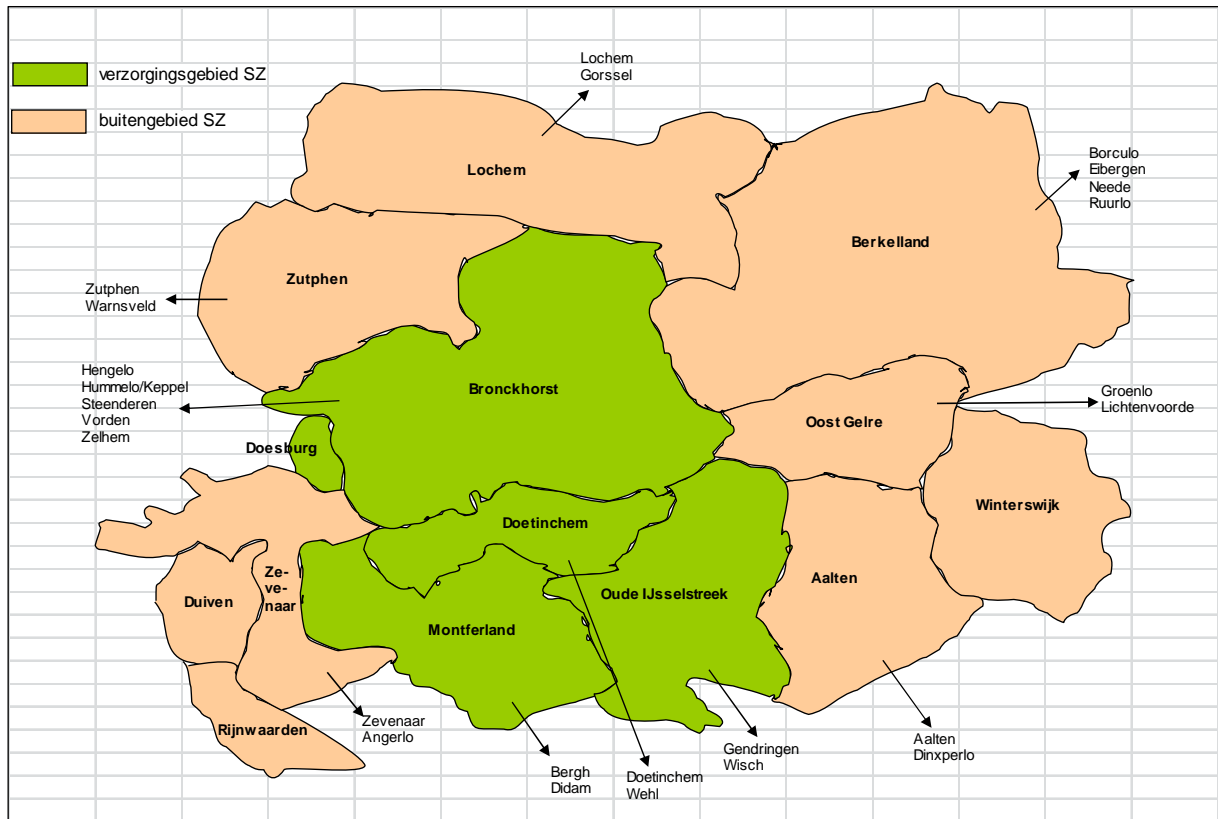 verzorgingsgebied SZ
buitengebied SZ
Lochem
Gorssel
Lochem
Borculo
Eibergen
Neede
Ruurlo
Berkelland
Zutphen
Zutphen
Warnsveld
Hengelo
Hummelo/Keppel
Steenderen
Vorden
Zelhem
Bronckhorst
Groenlo
Lichtenvoorde
Oost Gelre
Doesburg
Winterswijk
Doetinchem
Aalten
Ze-
ve-
naar
Duiven
Oude IJsselstreek
Montferland
Rijnwaarden
Zevenaar
Angerlo
Bergh
Didam
Doetinchem
Wehl
Gendringen
Wisch
Aalten
Dinxperlo